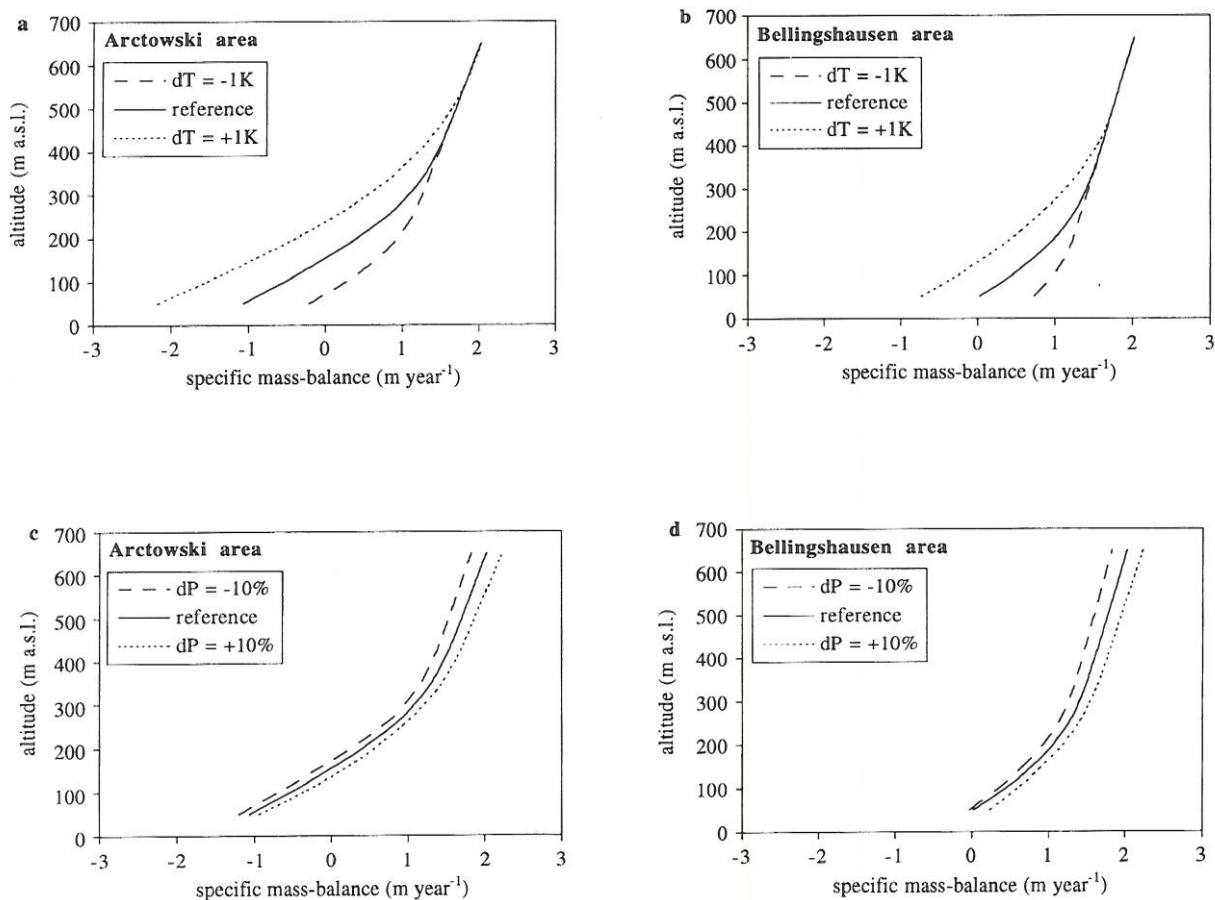 a
Arctowski area
dT = -1K
reference
dT = +1K
altitude (m a.s.l.)
700
600
500
400
300
200
100
0
-3 -2 -1 0 1 2 3
specific mass-balance (m year-1)
b
Bellingshausen area
dT = -1K
reference
dT = +1K
altitude (m a.s.l.)
700
600
500
400
300
200
100
0
-3 -2 -1 0 1 2 3
specific mass-balance (m year-1)
c
Arctowski area
dP = -10%
reference
dP = +10%
altitude (m a.s.l.)
700
600
500
400
300
200
100
0
-3 -2 -1 0 1 2 3
specific mass-balance (m year-1)
d
Bellingshausen area
dP = -10%
reference
dP = +10%
altitude (m a.s.l.)
700
600
500
400
300
200
100
0
-3 -2 -1 0 1 2 3
specific mass-balance (m year-1)